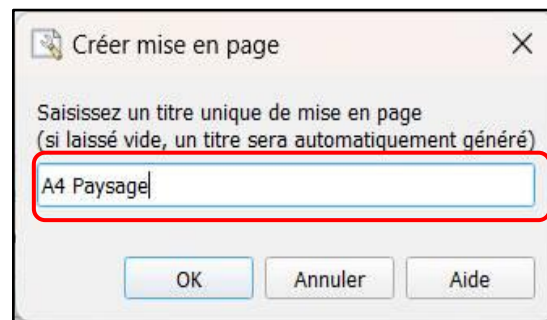 Créer mise en page
Saisissez un titre unique de mise en page
(si laissé vide, un titre sera automatiquement généré)
A4 Paysage
OK Annuler Aide